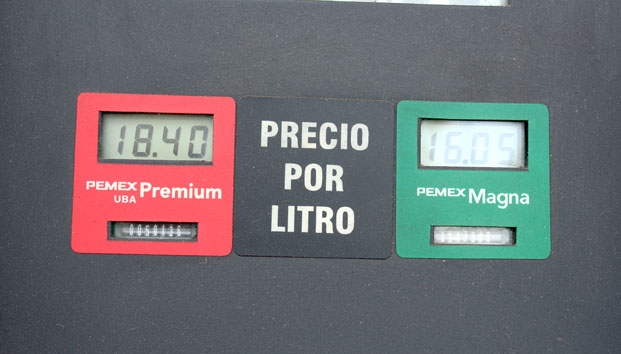 18.40
PEMEX Premium
UBA
PRECIO
POR
LITRO
16.05
PEMEX Magna